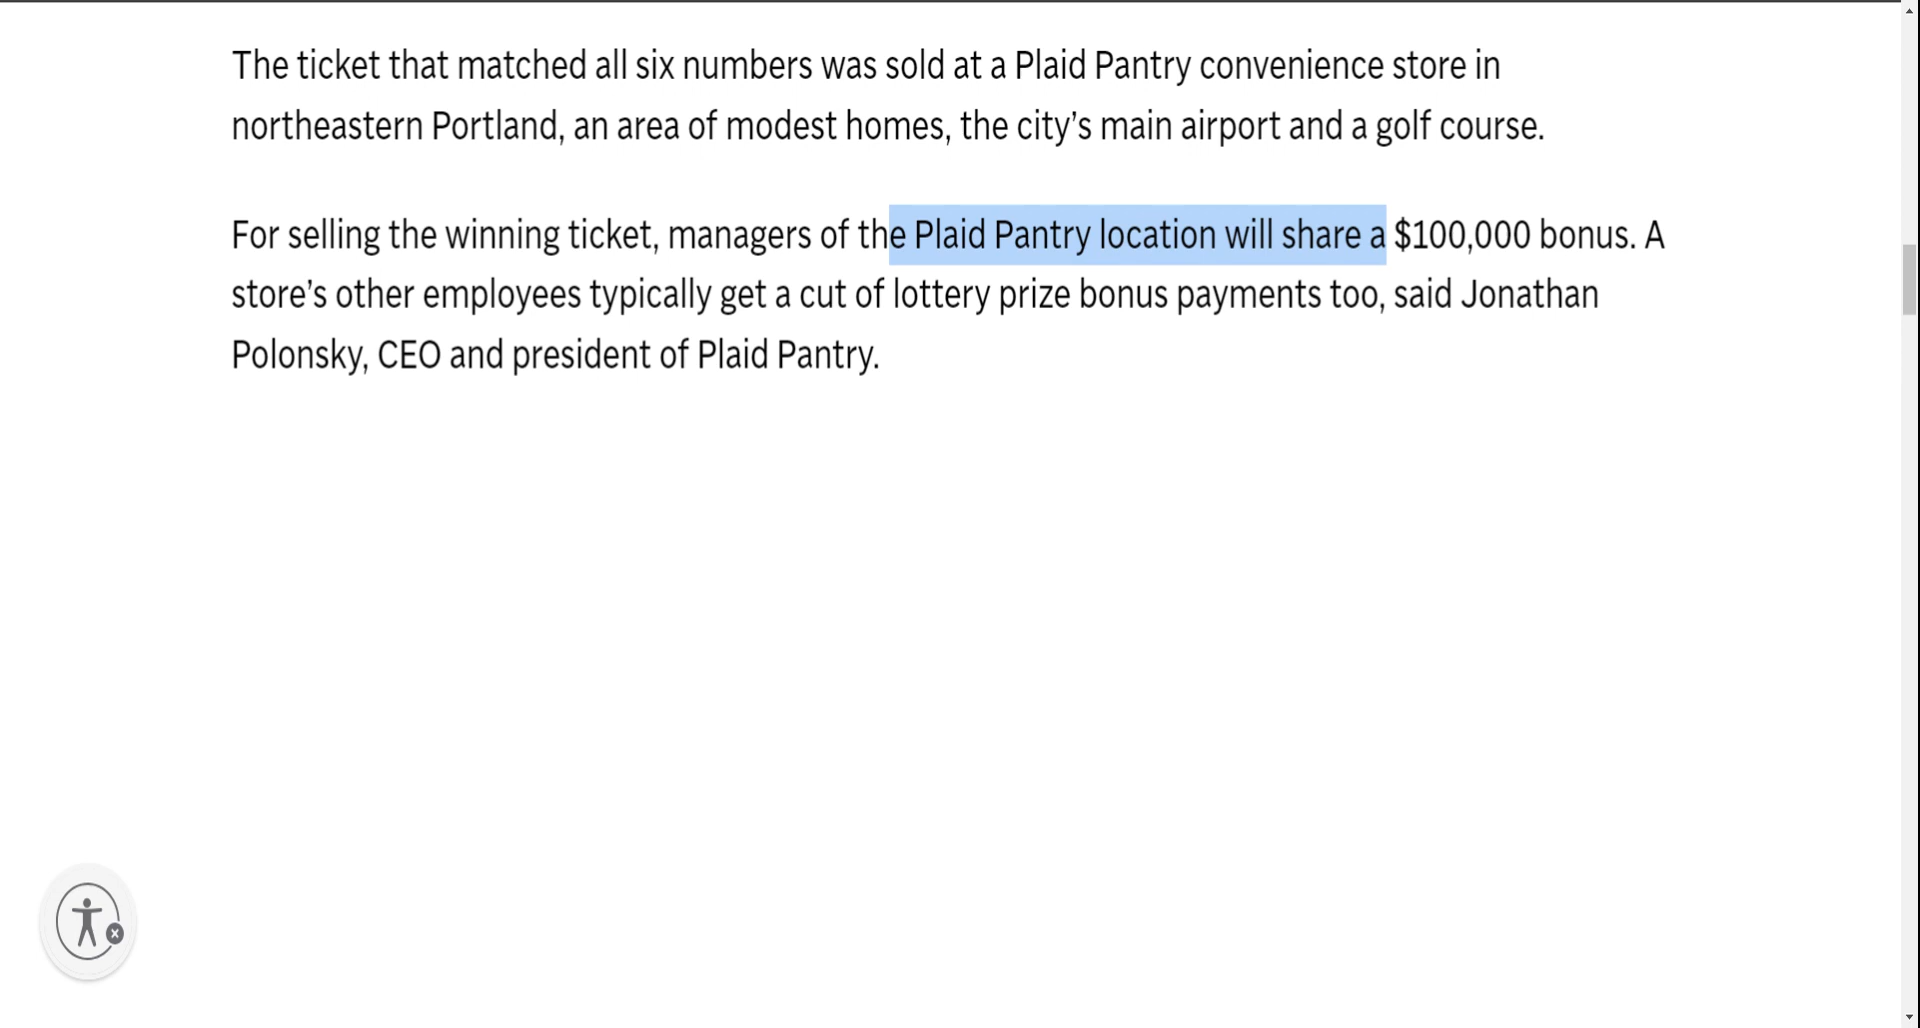 The ticket that matched all six numbers was sold at a Plaid Pantry convenience store in
northeastern Portland, an area of modest homes, the city’s main airport and a golf course.
For selling the winning ticket, managers of the Plaid Pantry location will share a $100,000 bonus. A
store’s other employees typically get a cut of lottery prize bonus payments too, said Jonathan
Polonsky, CEO and president of Plaid Pantry.